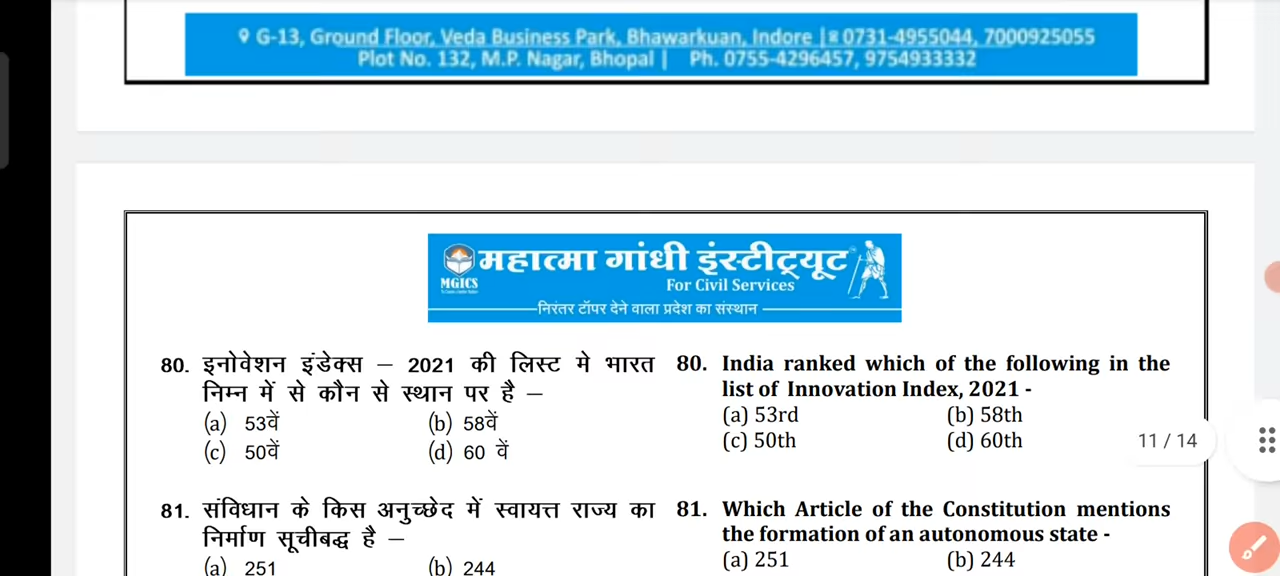 G-13, Ground Floor, Veda Business Park, Bhawarkuan, Indore | 0731-4955044, 7000925055
Plot No. 132, M.P. Nagar, Bhopal | Ph. 0755-4296457, 9754933332
महात्मा गांधी इंस्टीट्यूट
MGICS
For Civil Services
निरंतर टॉपर देने वाला प्रदेश का संस्थान
80. इनोवेशन इंडेक्स – 2021 की लिस्ट मे भारत
निम्न में से कौन से स्थान पर है –
(a) 53वें (b) 58वें
(c) 50वें (d) 60 वें
81. संविधान के किस अनुच्छेद में स्वायत्त राज्य का
निर्माण सूचीबद्ध है –
(a) 251 (b) 244
80. India ranked which of the following in the
list of Innovation Index, 2021 -
(a) 53rd (b) 58th
(c) 50th (d) 60th
81. Which Article of the Constitution mentions
the formation of an autonomous state -
(a) 251 (b) 244
11 / 14